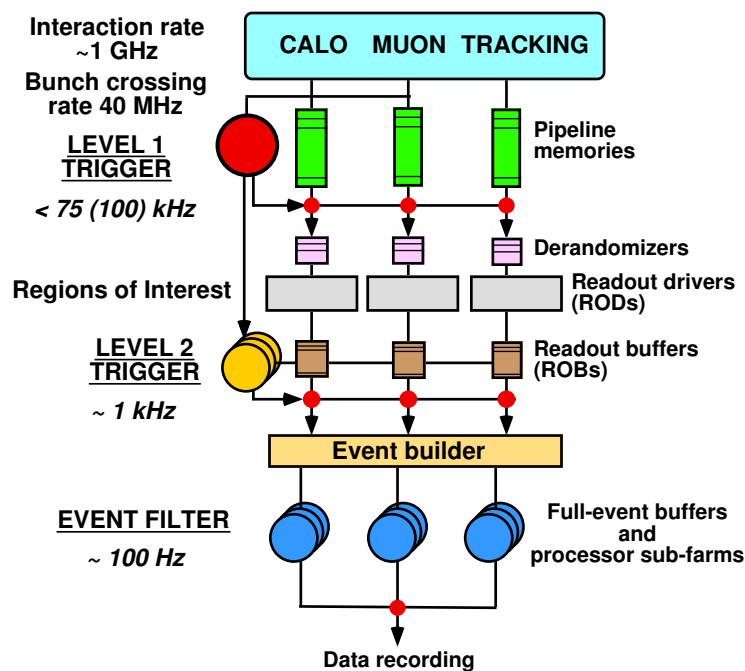 Interaction rate
~1 GHz
CALO MUON TRACKING
Bunch crossing
rate 40 MHz
LEVEL 1
TRIGGER
< 75 (100) kHz
Pipeline
memories
Derandomizers
Regions of Interest
Readout drivers
(RODs)
LEVEL 2
TRIGGER
~ 1 kHz
Readout buffers
(ROBs)
Event builder
EVENT FILTER
~ 100 Hz
Full-event buffers
and
processor sub-farms
Data recording